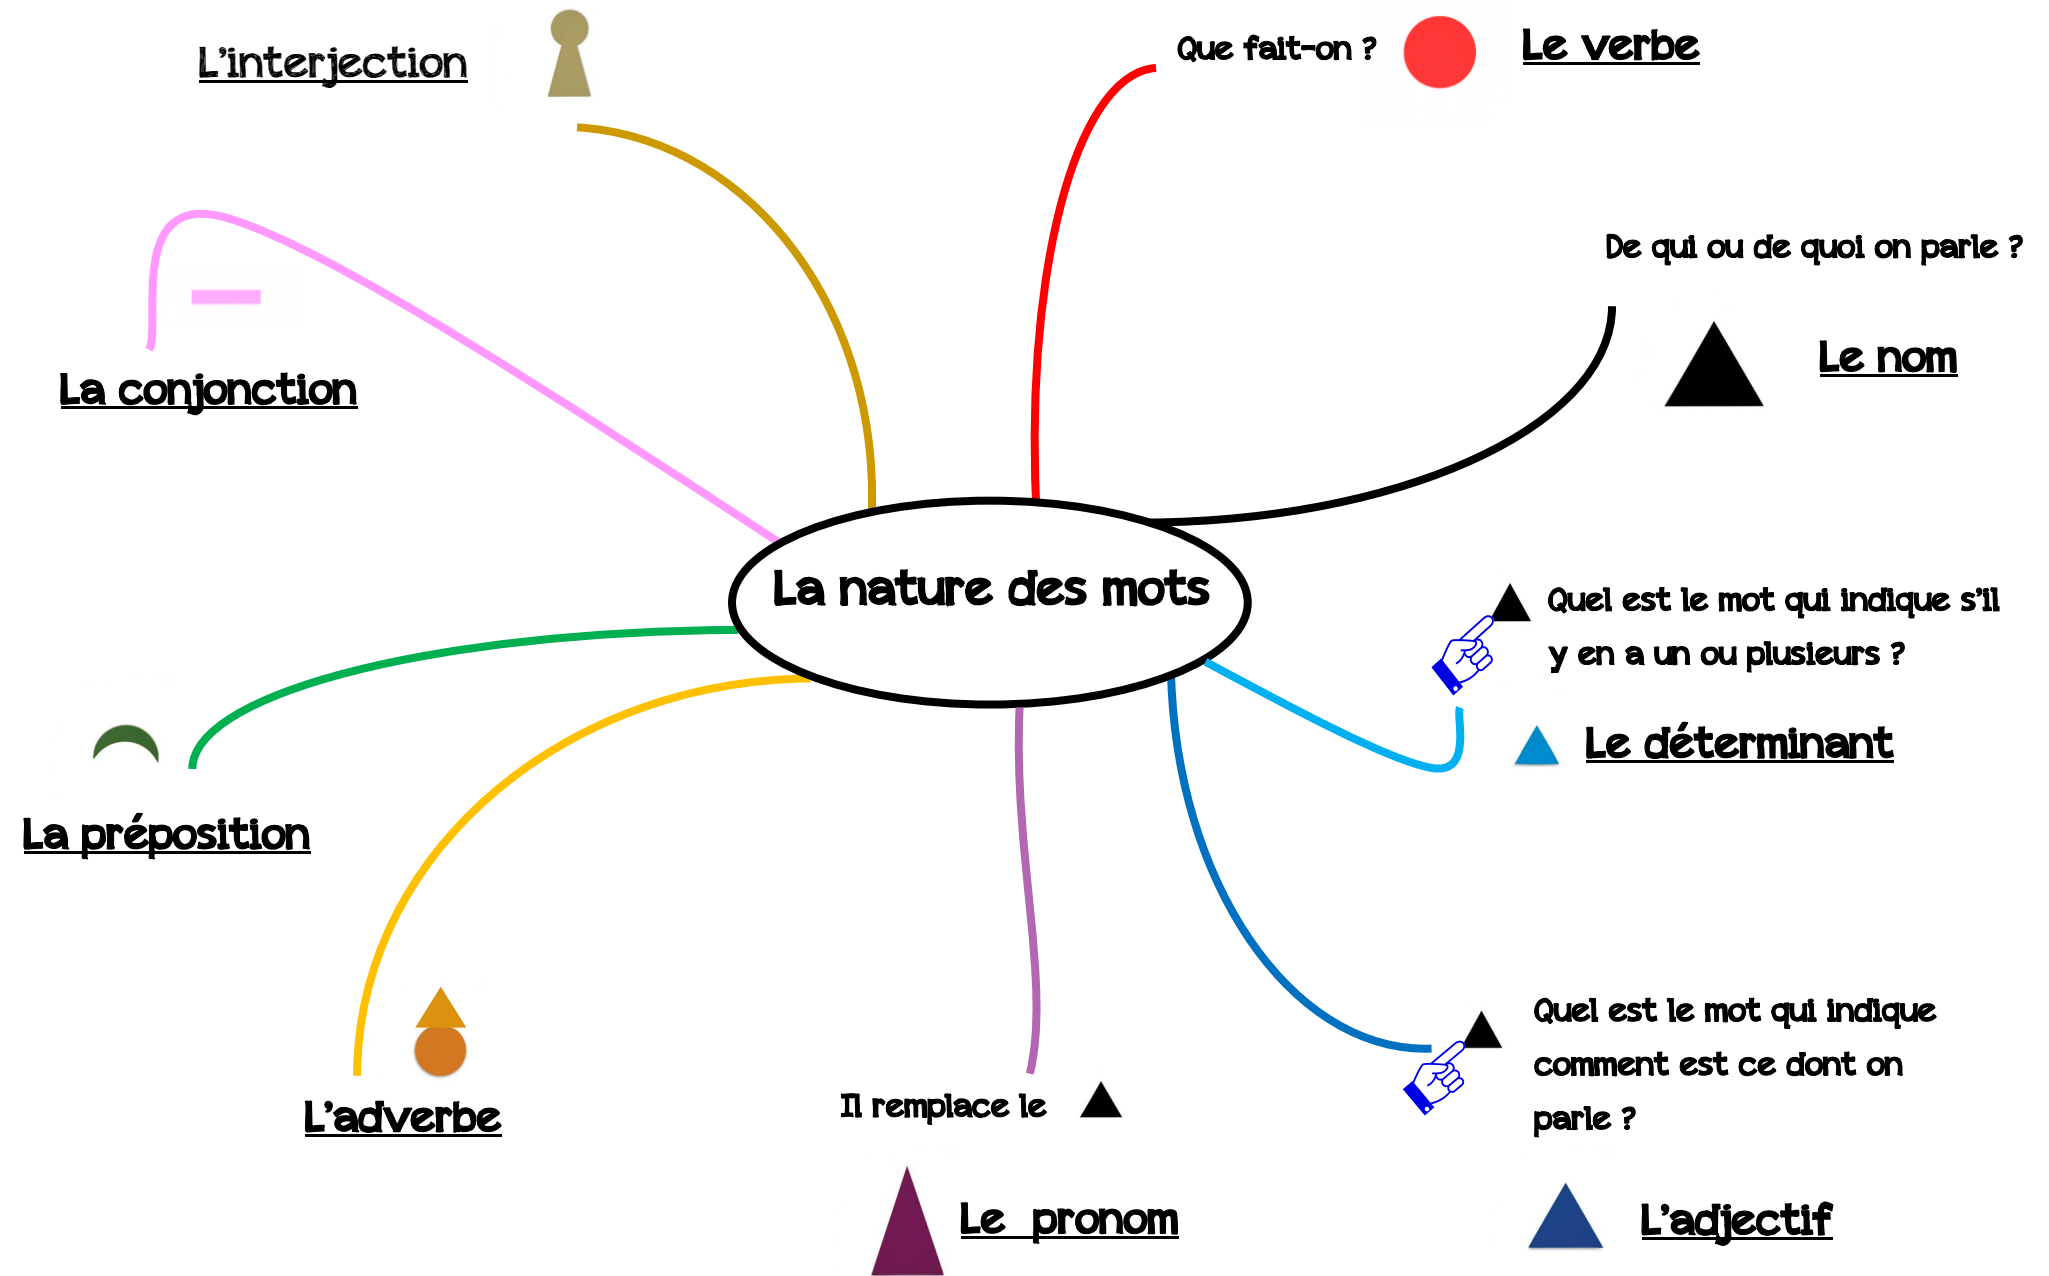 L'interjection
Que fait-on ?
Le verbe
De qui ou de quoi on parle ?
Le nom
La conjonction
La nature des mots
Quel est le mot qui indique s'il
y en a un ou plusieurs ?
Le déterminant
La préposition
L'adverbe
Il remplace le
Le pronom
Quel est le mot qui indique
comment est ce dont on
parle ?
L'adjectif